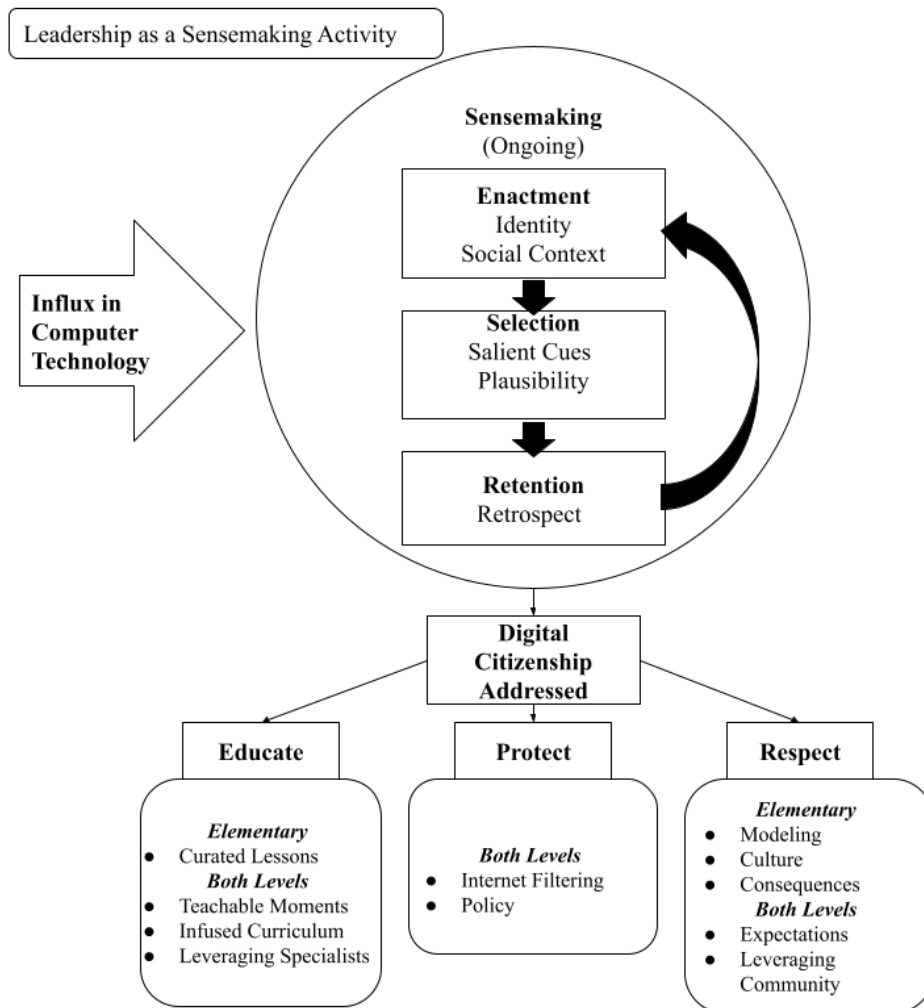 Leadership as a Sensemaking Activity
Sensemaking
(Ongoing)
Enactment
Identity
Social Context
Influx in
Computer
Technology
Selection
Salient Cues
Plausibility
Retention
Retrospect
Digital
Citizenship
Addressed
Educate
Elementary
● Curated Lessons
Both Levels
● Teachable Moments
● Infused Curriculum
● Leveraging Specialists
Protect
Both Levels
● Internet Filtering
● Policy
Respect
Elementary
● Modeling
● Culture
● Consequences
Both Levels
● Expectations
● Leveraging
Community